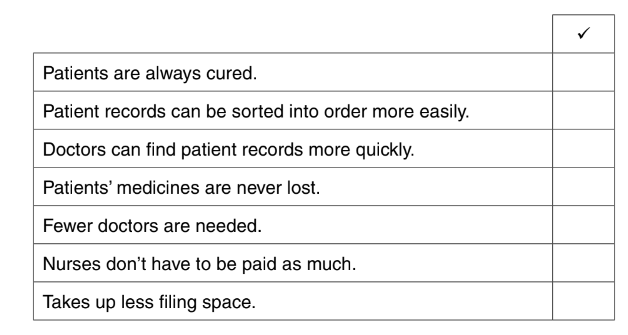 ✓
Patients are always cured.
Patient records can be sorted into order more easily.
Doctors can find patient records more quickly.
Patients’ medicines are never lost.
Fewer doctors are needed.
Nurses don’t have to be paid as much.
Takes up less filing space.